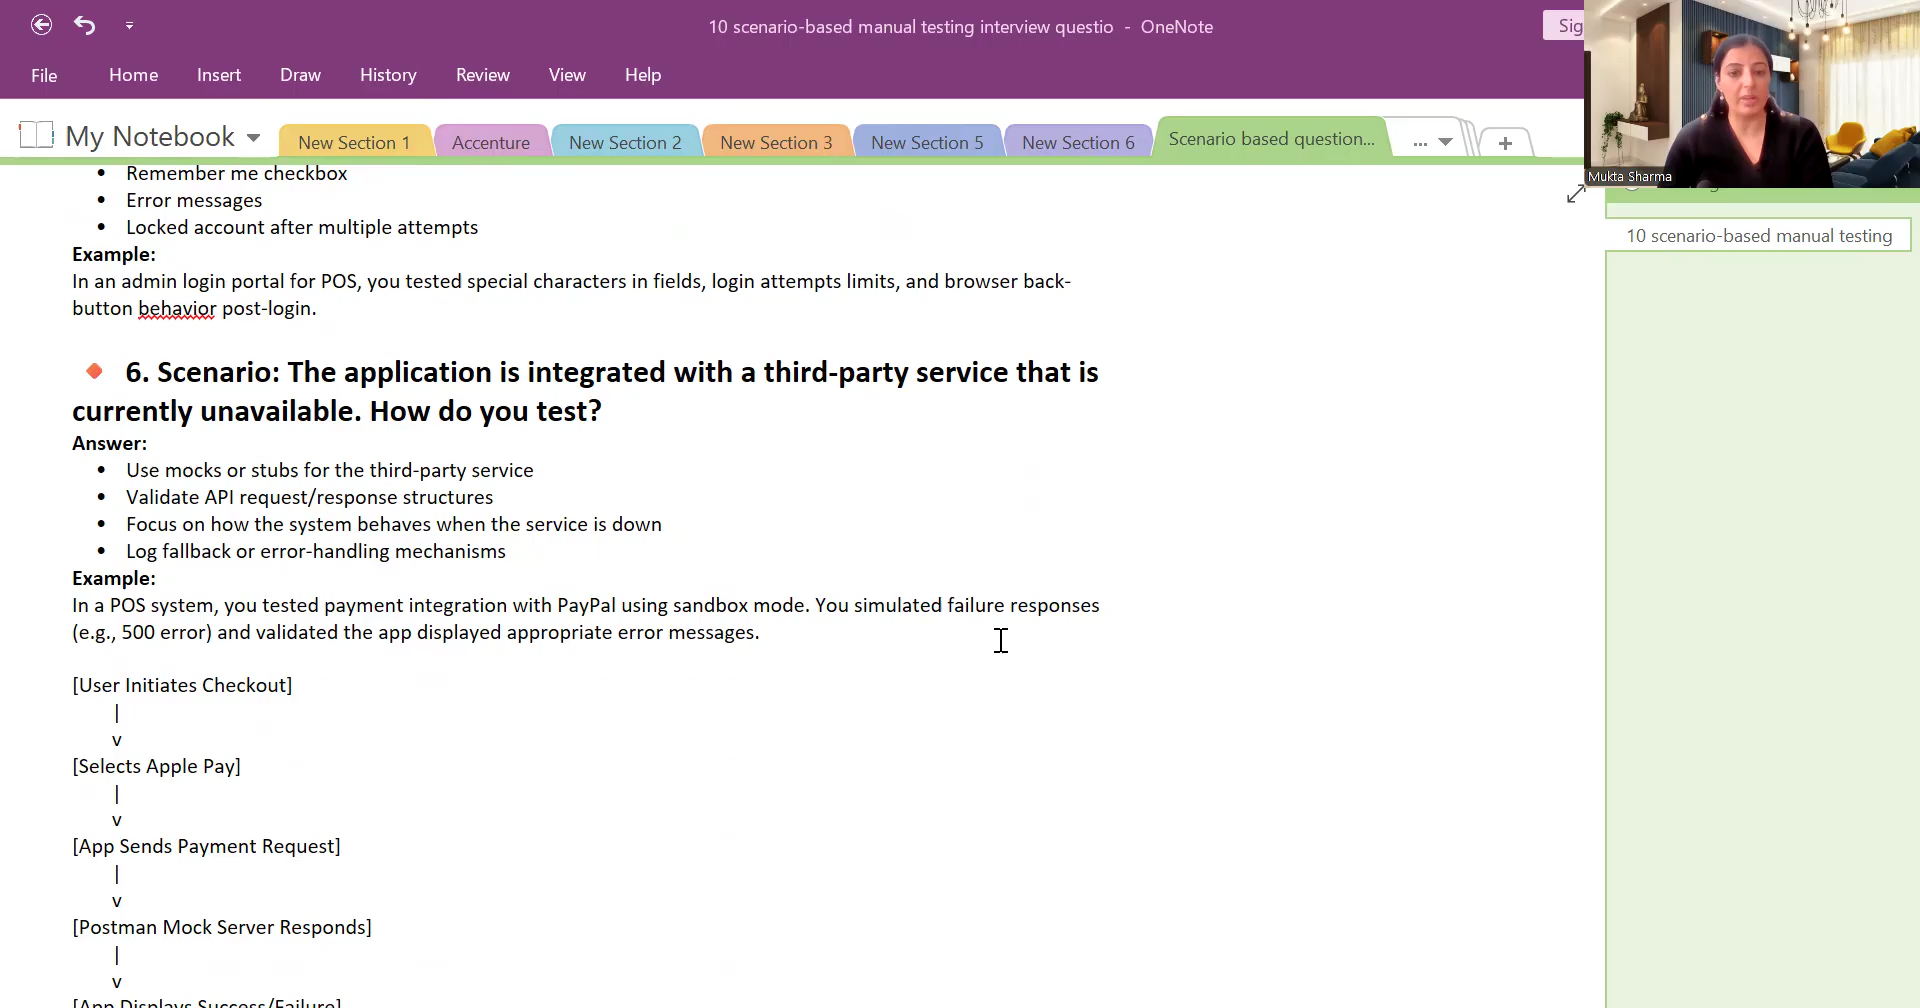 10 scenario-based manual testing interview questio - OneNote
Sig
File Home Insert Draw History Review View Help
My Notebook New Section 1 Accenture New Section 2 New Section 3 New Section 5 New Section 6 Scenario based question... ... +
Mukta Sharma
10 scenario-based manual testing
• Remember me checkbox
• Error messages
• Locked account after multiple attempts
Example:
In an admin login portal for POS, you tested special characters in fields, login attempts limits, and browser back-
button behavior post-login.
6. Scenario: The application is integrated with a third-party service that is
currently unavailable. How do you test?
Answer:
• Use mocks or stubs for the third-party service
• Validate API request/response structures
• Focus on how the system behaves when the service is down
• Log fallback or error-handling mechanisms
Example:
In a POS system, you tested payment integration with PayPal using sandbox mode. You simulated failure responses
(e.g., 500 error) and validated the app displayed appropriate error messages.
[User Initiates Checkout]
|
v
[Selects Apple Pay]
|
v
[App Sends Payment Request]
|
v
[Postman Mock Server Responds]
|
v
[App Displays Success/Failure]